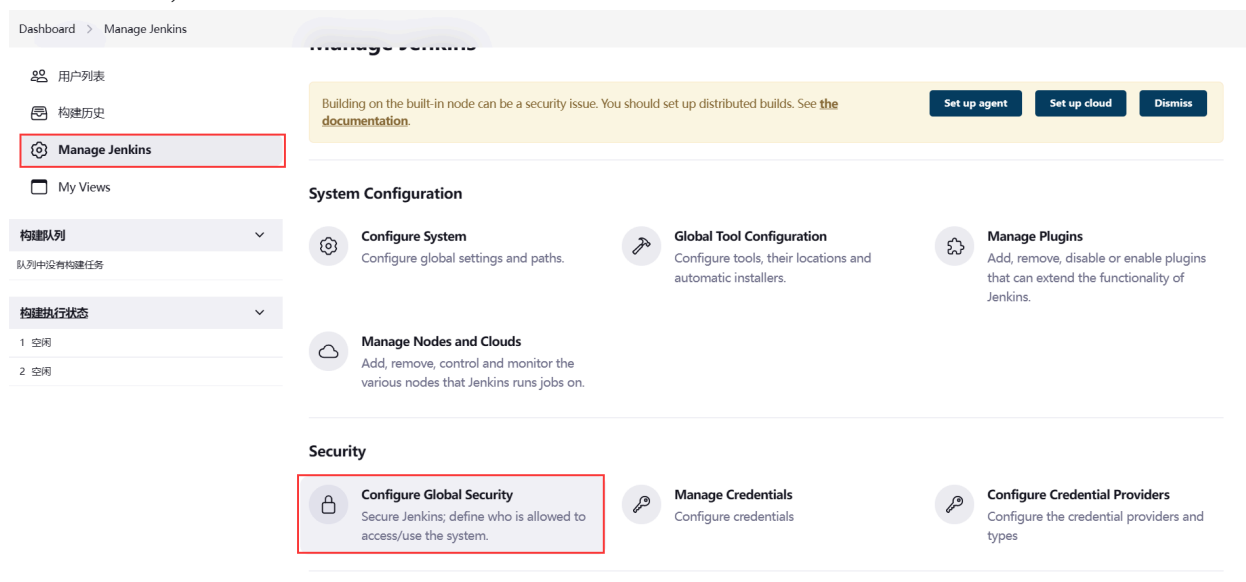 Dashboard > Manage Jenkins
Manage Jenkins
用户列表
构建历史
Manage Jenkins
My Views
构建队列
队列中没有构建任务
构建执行状态
1 空闲
2 空闲
Building on the built-in node can be a security issue. You should set up distributed builds. See the
documentation.
Set up agent
Set up cloud
Dismiss
System Configuration
Configure System
Configure global settings and paths.
Global Tool Configuration
Configure tools, their locations and
automatic installers.
Manage Plugins
Add, remove, disable or enable plugins
that can extend the functionality of
Jenkins.
Manage Nodes and Clouds
Add, remove, control and monitor the
various nodes that Jenkins runs jobs on.
Security
Configure Global Security
Secure Jenkins; define who is allowed to
access/use the system.
Manage Credentials
Configure credentials
Configure Credential Providers
Configure the credential providers and
types